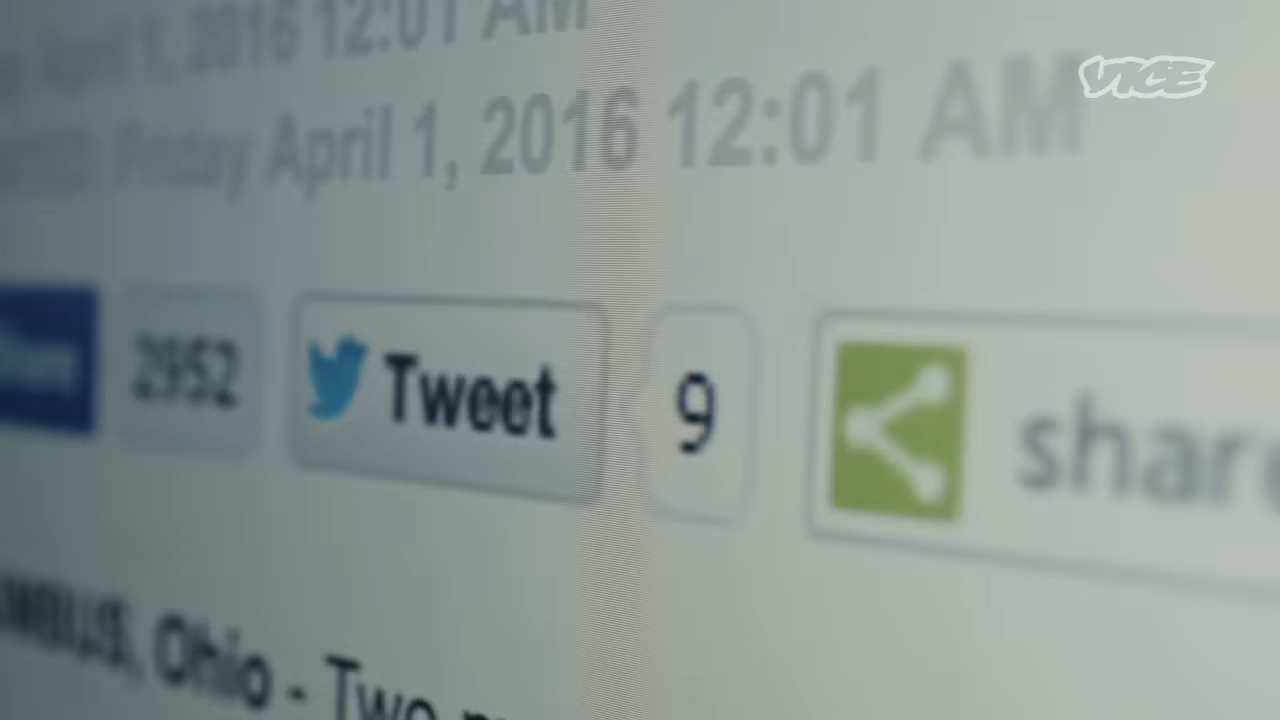 April 1, 2016 12:01 AM
VICE
Friday April 1, 2016 12:01 AM
2952
Tweet
9
share
Ohio - Two